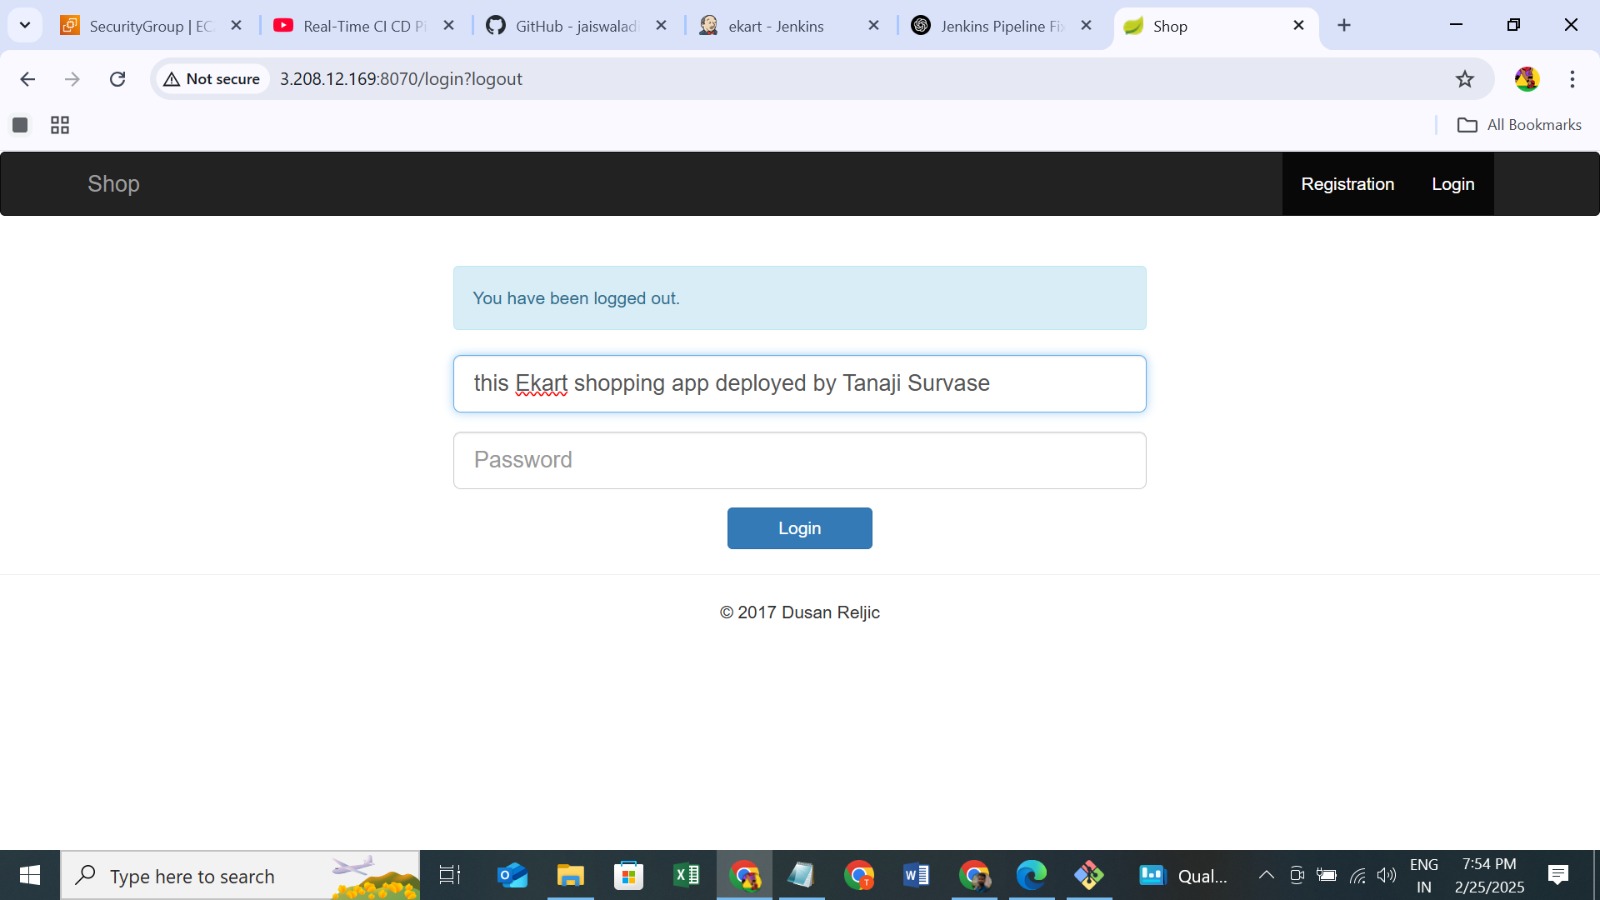 SecurityGroup | EC
Real-Time CI CD Pi
GitHub - jaiswaladi
ekart - Jenkins
Jenkins Pipeline Fix
Shop
Not secure
3.208.12.169:8070/login?logout
All Bookmarks
Shop
Registration
Login
You have been logged out.
this Ekart shopping app deployed by Tanaji Survase
Password
Login
© 2017 Dusan Reljic
Type here to search
Qual...
ENG
IN
7:54 PM
2/25/2025